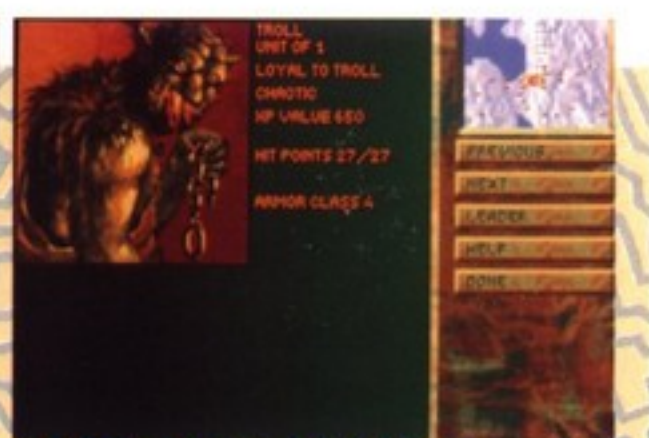 TROLL
UNIT OF 1
LOYAL TO TROLL
CHAOTIC
XP VALUE 650
HIT POINTS 27/27
ARMOR CLASS 4
PREVIOUS
NEXT
LEADER
HELP
DONE